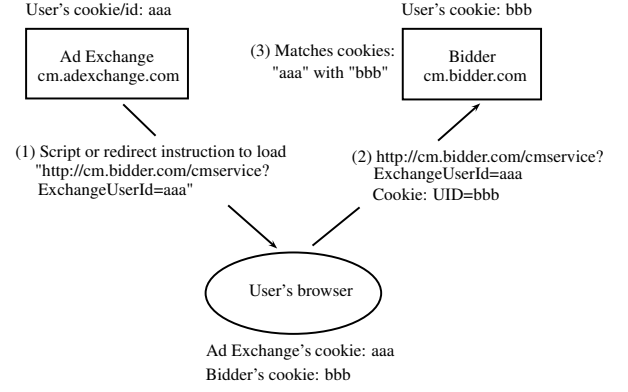 User's cookie/id: aaa
User's cookie: bbb
Ad Exchange
cm.adexchange.com
(3) Matches cookies:
"aaa" with "bbb"
Bidder
cm.bidder.com
(1) Script or redirect instruction to load
"http://cm.bidder.com/cmservice?
ExchangeUserId=aaa"
(2) http://cm.bidder.com/cmservice?
ExchangeUserId=aaa
Cookie: UID=bbb
User's browser
Ad Exchange's cookie: aaa
Bidder's cookie: bbb